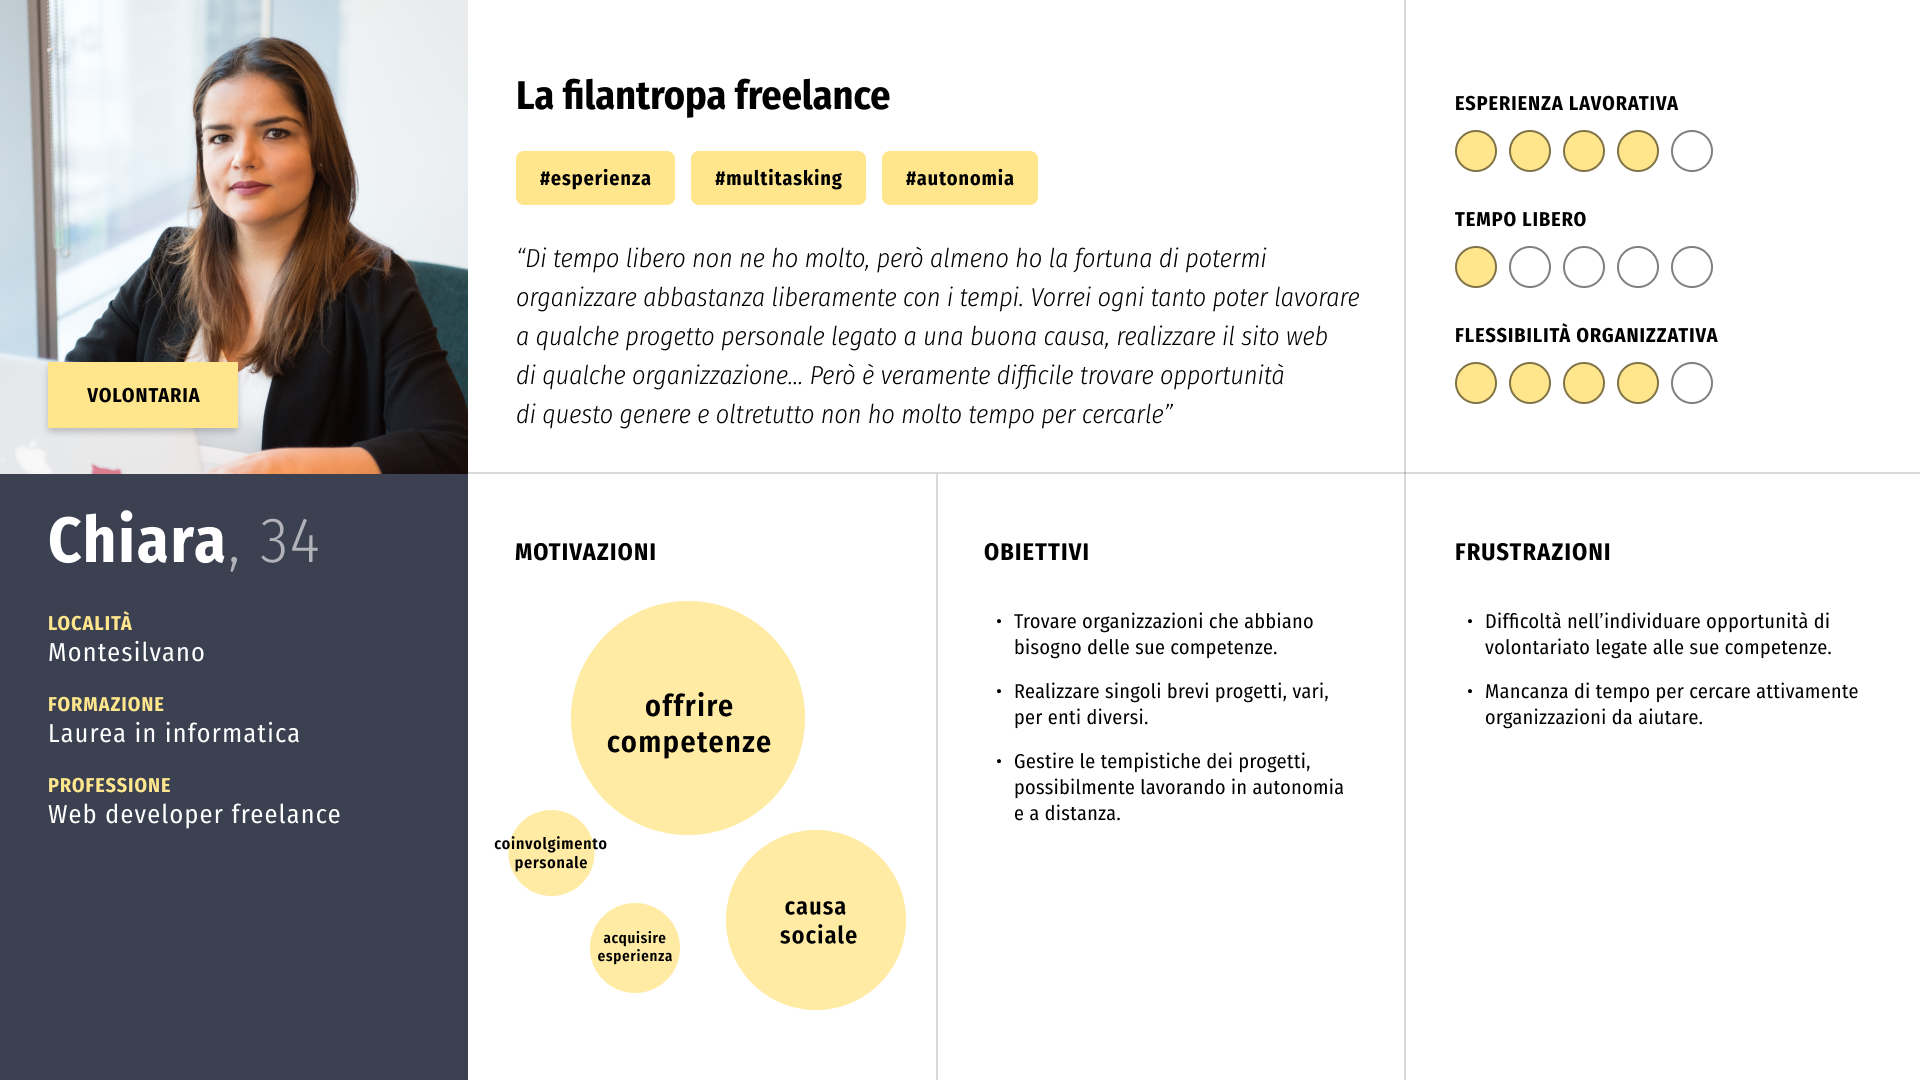 La filantropa freelance
#esperienza #multitasking #autonomia
“Di tempo libero non ne ho molto, però almeno ho la fortuna di potermi
organizzare abbastanza liberamente con i tempi. Vorrei ogni tanto poter lavorare
a qualche progetto personale legato a una buona causa, realizzare il sito web
di qualche organizzazione... Però è veramente difficile trovare opportunità
di questo genere e oltretutto non ho molto tempo per cercarle”
ESPERIENZA LAVORATIVA
TEMPO LIBERO
FLESSIBILITÀ ORGANIZZATIVA
VOLONTARIA
Chiara, 34
LOCALITÀ
Montesilvano
FORMAZIONE
Laurea in informatica
PROFESSIONE
Web developer freelance
MOTIVAZIONI
offrire
competenze
coinvolgimento
personale
acquisire
esperienza
causa
sociale
OBIETTIVI
• Trovare organizzazioni che abbiano
bisogno delle sue competenze.
• Realizzare singoli brevi progetti, vari,
per enti diversi.
• Gestire le tempistiche dei progetti,
possibilmente lavorando in autonomia
e a distanza.
FRUSTRAZIONI
• Difficoltà nell’individuare opportunità di
volontariato legate alle sue competenze.
• Mancanza di tempo per cercare attivamente
organizzazioni da aiutare.